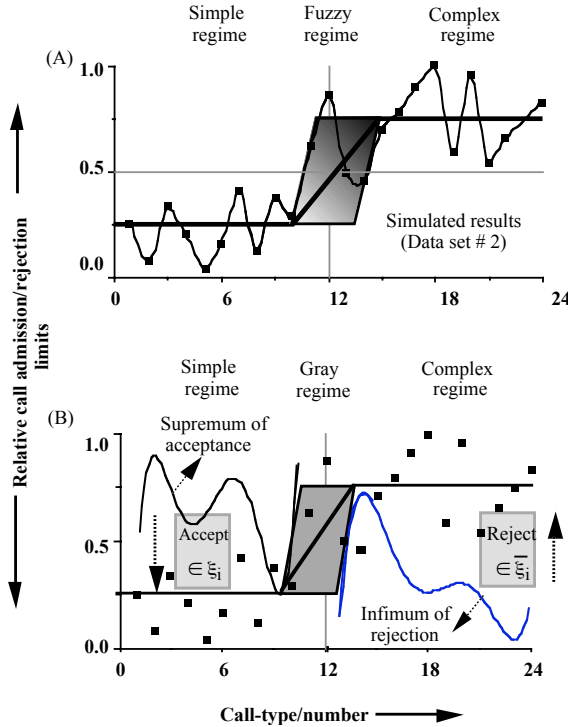 Simple
regime
Fuzzy
regime
Complex
regime
(A)
1.0
0.5
0.0
Simulated results
(Data set # 2)
0
6
12
18
24
Relative call admission/rejection
limits
Simple
regime
Gray
regime
Complex
regime
(B)
Supremum of
acceptance
1.0
0.5
0.0
Accept
∈ ξi
Reject
∈ ξ̅i
Infimum of
rejection
0
6
12
18
24
Call-type/number